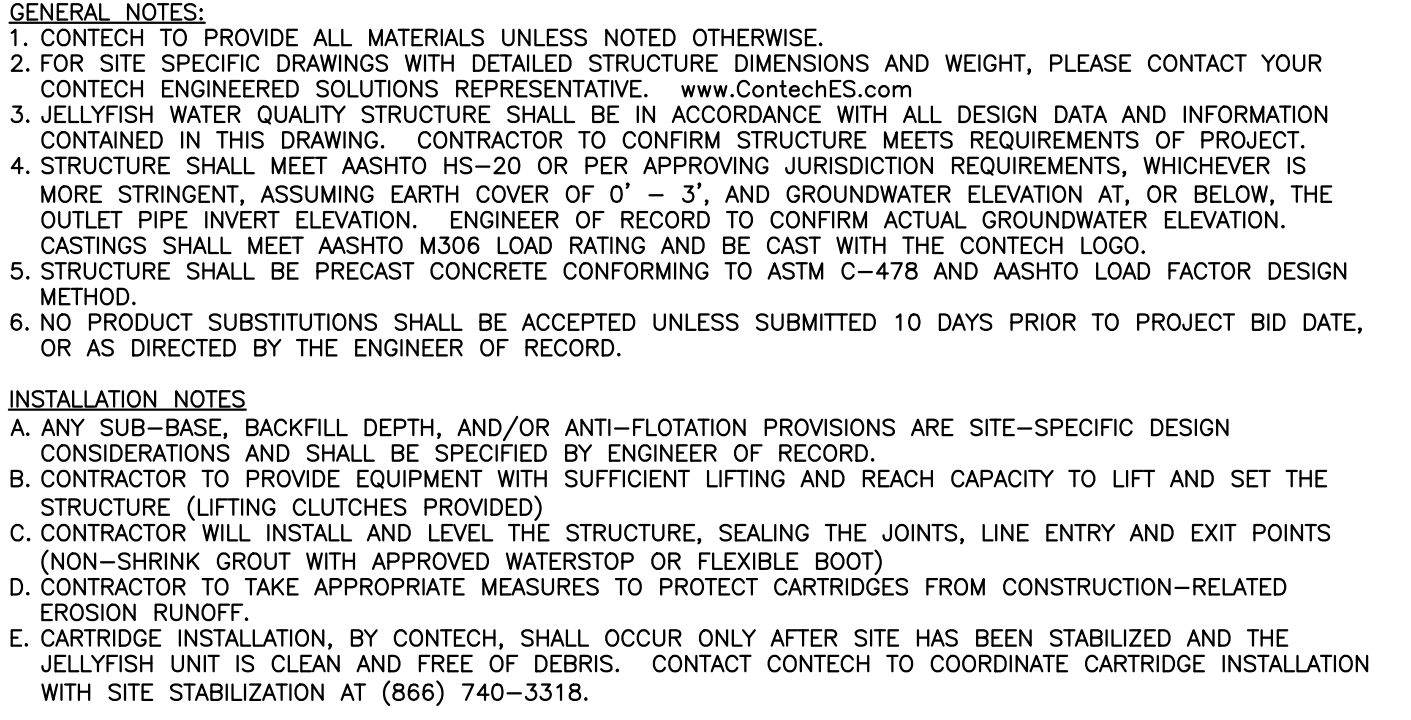 GENERAL NOTES:
1. CONTECH TO PROVIDE ALL MATERIALS UNLESS NOTED OTHERWISE.
2. FOR SITE SPECIFIC DRAWINGS WITH DETAILED STRUCTURE DIMENSIONS AND WEIGHT, PLEASE CONTACT YOUR
CONTECH ENGINEERED SOLUTIONS REPRESENTATIVE. www.ContechES.com
3. JELLYFISH WATER QUALITY STRUCTURE SHALL BE IN ACCORDANCE WITH ALL DESIGN DATA AND INFORMATION
CONTAINED IN THIS DRAWING. CONTRACTOR TO CONFIRM STRUCTURE MEETS REQUIREMENTS OF PROJECT.
4. STRUCTURE SHALL MEET AASHTO HS-20 OR PER APPROVING JURISDICTION REQUIREMENTS, WHICHEVER IS
MORE STRINGENT, ASSUMING EARTH COVER OF 0' - 3', AND GROUNDWATER ELEVATION AT, OR BELOW, THE
OUTLET PIPE INVERT ELEVATION. ENGINEER OF RECORD TO CONFIRM ACTUAL GROUNDWATER ELEVATION.
CASTINGS SHALL MEET AASHTO M306 LOAD RATING AND BE CAST WITH THE CONTECH LOGO.
5. STRUCTURE SHALL BE PRECAST CONCRETE CONFORMING TO ASTM C-478 AND AASHTO LOAD FACTOR DESIGN
METHOD.
6. NO PRODUCT SUBSTITUTIONS SHALL BE ACCEPTED UNLESS SUBMITTED 10 DAYS PRIOR TO PROJECT BID DATE,
OR AS DIRECTED BY THE ENGINEER OF RECORD.
INSTALLATION NOTES
A. ANY SUB-BASE, BACKFILL DEPTH, AND/OR ANTI-FLOTATION PROVISIONS ARE SITE-SPECIFIC DESIGN
CONSIDERATIONS AND SHALL BE SPECIFIED BY ENGINEER OF RECORD.
B. CONTRACTOR TO PROVIDE EQUIPMENT WITH SUFFICIENT LIFTING AND REACH CAPACITY TO LIFT AND SET THE
STRUCTURE (LIFTING CLUTCHES PROVIDED)
C. CONTRACTOR WILL INSTALL AND LEVEL THE STRUCTURE, SEALING THE JOINTS, LINE ENTRY AND EXIT POINTS
(NON-SHRINK GROUT WITH APPROVED WATERSTOP OR FLEXIBLE BOOT)
D. CONTRACTOR TO TAKE APPROPRIATE MEASURES TO PROTECT CARTRIDGES FROM CONSTRUCTION-RELATED
EROSION RUNOFF.
E. CARTRIDGE INSTALLATION, BY CONTECH, SHALL OCCUR ONLY AFTER SITE HAS BEEN STABILIZED AND THE
JELLYFISH UNIT IS CLEAN AND FREE OF DEBRIS. CONTACT CONTECH TO COORDINATE CARTRIDGE INSTALLATION
WITH SITE STABILIZATION AT (866) 740-3318.